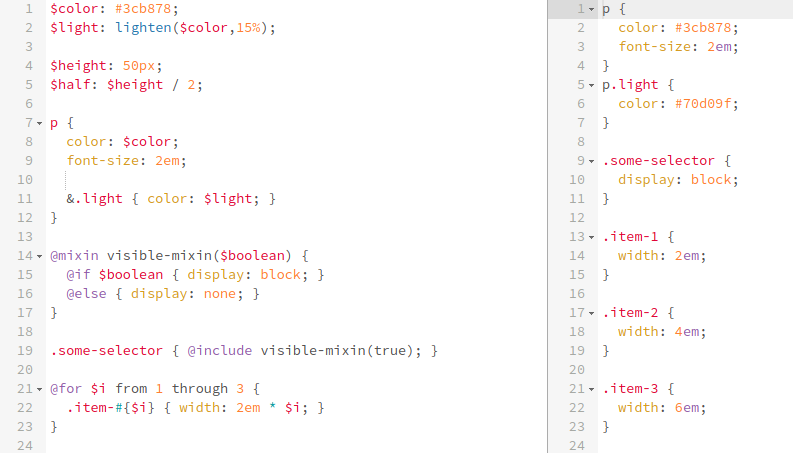 1 $color: #3cb878;
2 $light: lighten($color,15%);
3
4 $height: 50px;
5 $half: $height / 2;
6
7 p {
8   color: $color;
9   font-size: 2em;
10
11   &.light { color: $light; }
12 }
13
14 @mixin visible-mixin($boolean) {
15   @if $boolean { display: block; }
16   @else { display: none; }
17 }
18
19 .some-selector { @include visible-mixin(true); }
20
21 @for $i from 1 through 3 {
22   .item-#{$i} { width: 2em * $i; }
23 }
24
1 p {
2   color: #3cb878;
3   font-size: 2em;
4 }
5 p.light {
6   color: #70d09f;
7 }
8
9 .some-selector {
10   display: block;
11 }
12
13 .item-1 {
14   width: 2em;
15 }
16
17 .item-2 {
18   width: 4em;
19 }
20
21 .item-3 {
22   width: 6em;
23 }
24